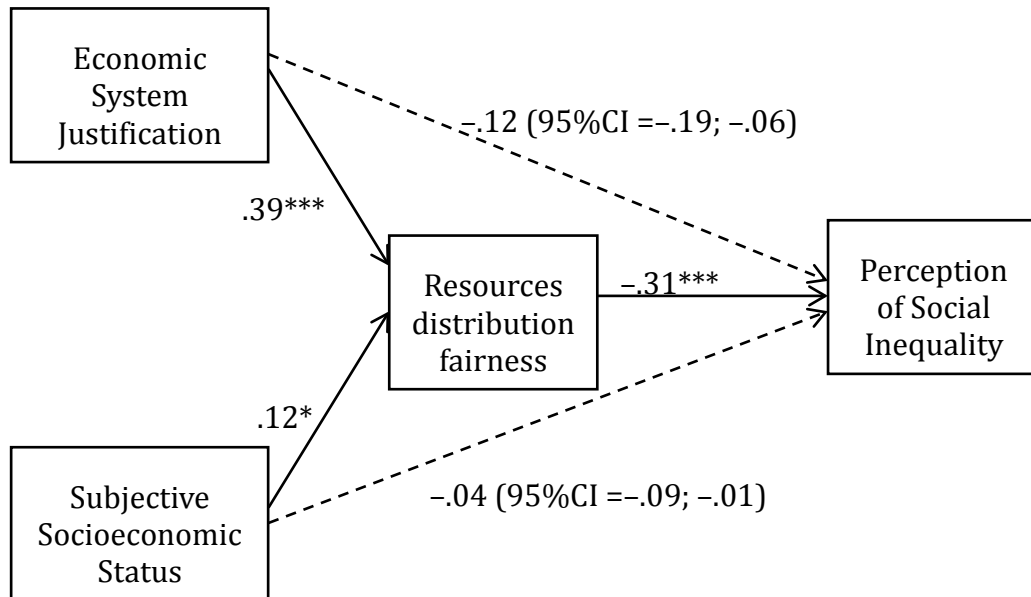 Economic
System
Justification
–.12 (95%CI =–.19; –.06)
.39***
Resources
distribution
fairness
–.31***
Perception
of Social
Inequality
.12*
–.04 (95%CI =–.09; –.01)
Subjective
Socioeconomic
Status